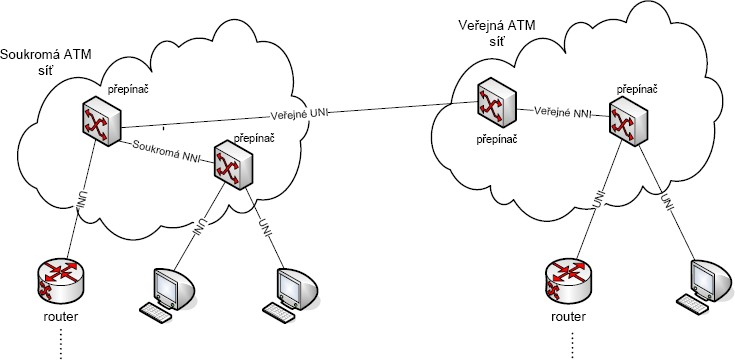 Soukromá ATM
síť
Veřejná ATM
síť
přepínač
přepínač
Veřejné UNI
Veřejné NNI
přepínač
přepínač
Soukromá NNI
UNI
UNI
UNI
UNI
UNI
router
router